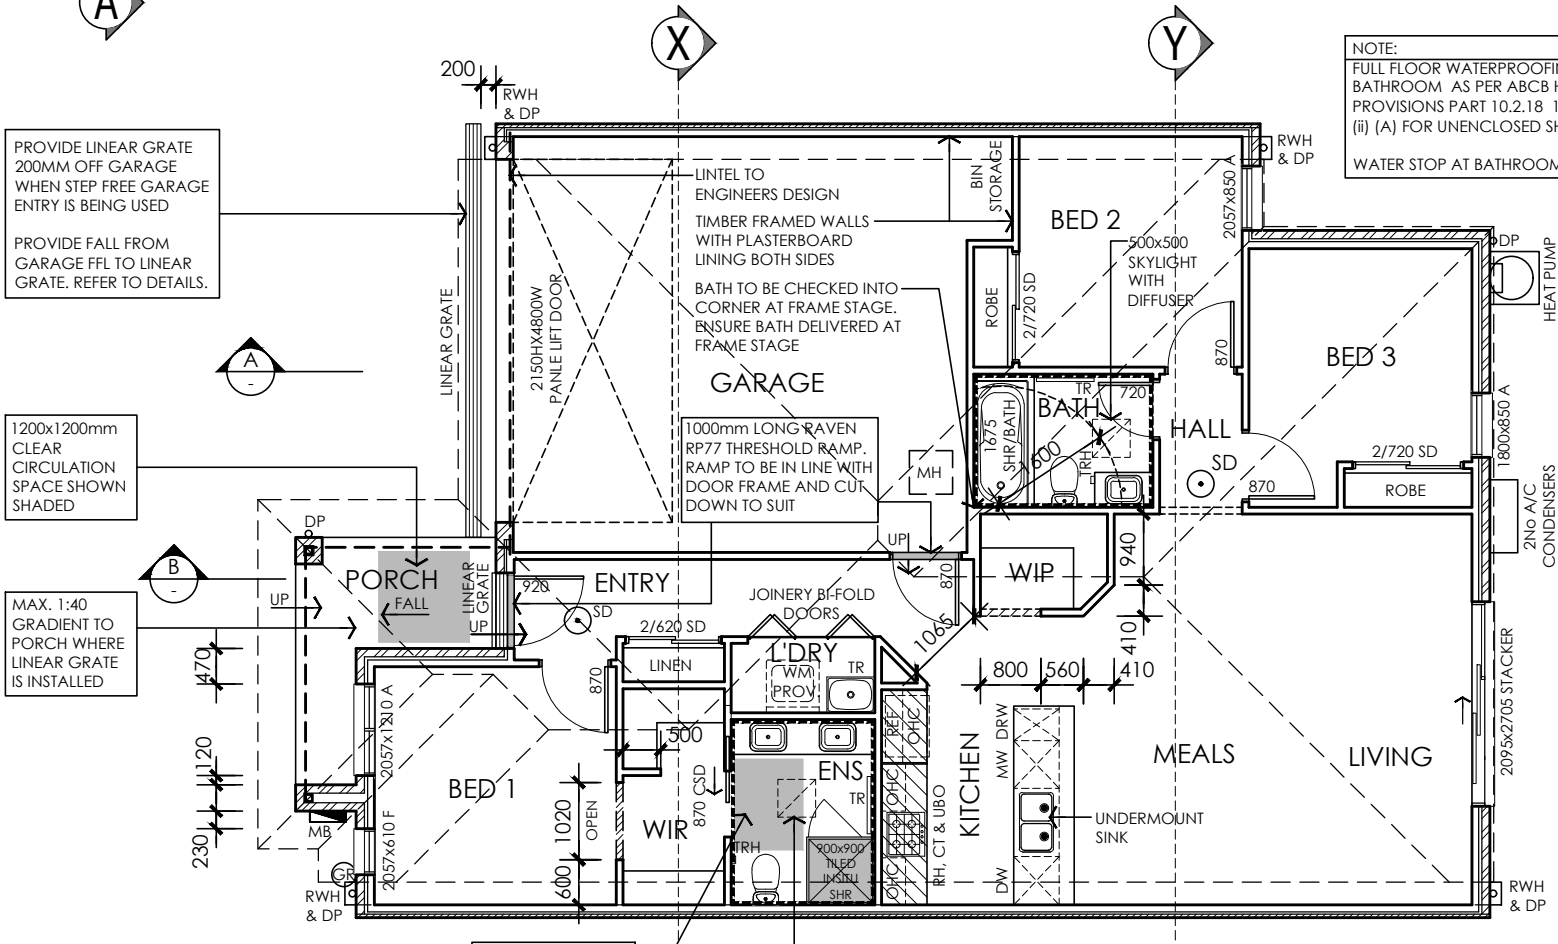 A
X
Y
200
RWH
& DP
NOTE:
FULL FLOOR WATERPROOFIN
BATHROOM AS PER ABCB H
PROVISIONS PART 10.2.18 1
(ii) (A) FOR UNENCLOSED SH
WATER STOP AT BATHROOM
PROVIDE LINEAR GRATE
200MM OFF GARAGE
WHEN STEP FREE GARAGE
ENTRY IS BEING USED
PROVIDE FALL FROM
GARAGE FFL TO LINEAR
GRATE. REFER TO DETAILS.
LINEAR GRATE
2150HX4800W
PANLE LIFT DOOR
LINTEL TO
ENGINEERS DESIGN
TIMBER FRAMED WALLS
WITH PLASTERBOARD
LINING BOTH SIDES
BATH TO BE CHECKED INTO
CORNER AT FRAME STAGE.
ENSURE BATH DELIVERED AT
FRAME STAGE
GARAGE
BIN
STORAGE
BED 2
2057x850 A
RWH
& DP
500x500
SKYLIGHT
WITH
DIFFUSER
ROBE
2/720 SD
870
DP
HEAT PUMP
BED 3
1800x850 A
2/720 SD
ROBE
870
2No A/C
CONDENSERS
A
-
1200x1200mm
CLEAR
CIRCULATION
SPACE SHOWN
SHADED
1000mm LONG RAVEN
RP77 THRESHOLD RAMP.
RAMP TO BE IN LINE WITH
DOOR FRAME AND CUT
DOWN TO SUIT
MH
BATH
TR
720
1675
SHR/BATH
1600
TRH
HALL
SD
B
-
MAX. 1:40
GRADIENT TO
PORCH WHERE
LINEAR GRATE
IS INSTALLED
DP
PORCH
UP
FALL
LINEAR
GRATE
UP
920
ENTRY
SD
UP
870
WIP
940
410
JOINERY BI-FOLD
DOORS
1065
2/620 SD
LINEN
L'DRY
TR
WM
PROV.
800
560
410
470
120
230
2057x1210 A
2057x610 F
870
BED 1
500
1020
OPEN
600
WIR
870 CSD
ENS
TR
TRH
900x900
TILED
INSITU
SHR
REF
OHC
OHC
OHC
OHC
RH, CT & UBO
KITCHEN
DRW
MW
DW
UNDERMOUNT
SINK
MEALS
LIVING
2095x2705 STACKER
MB
GR
RWH
& DP
RWH
& DP